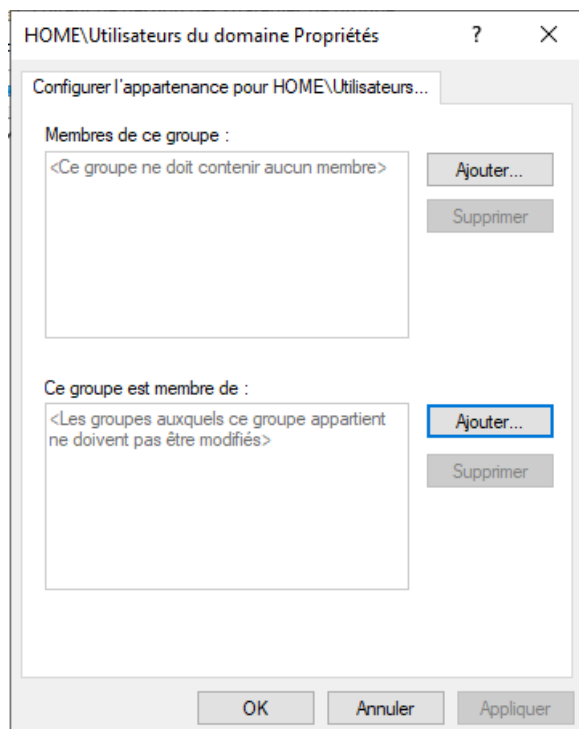 HOME\Utilisateurs du domaine Propriétés ? ✕
Configurer l'appartenance pour HOME\Utilisateurs...
Membres de ce groupe :
<Ce groupe ne doit contenir aucun membre>
Ajouter...
Supprimer
Ce groupe est membre de :
<Les groupes auxquels ce groupe appartient
ne doivent pas être modifiés>
Ajouter...
Supprimer
OK
Annuler
Appliquer